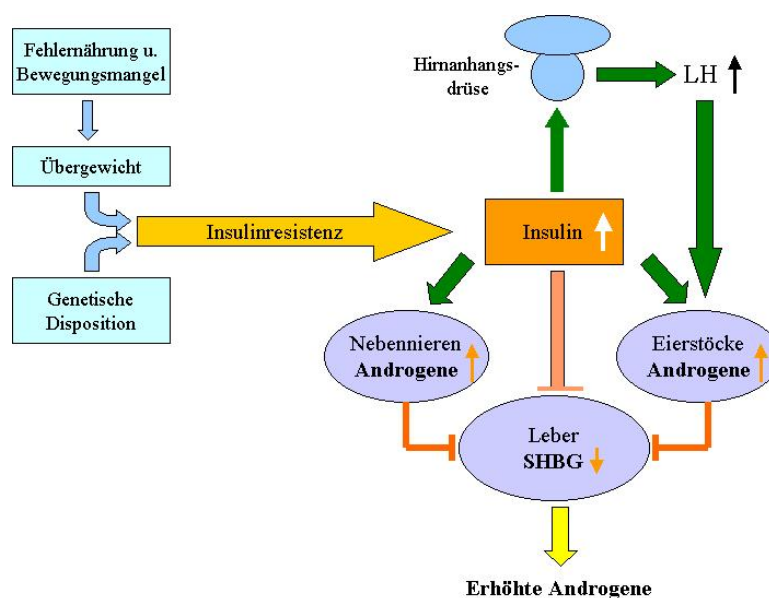 Fehlernährung u.
Bewegungsmangel
Übergewicht
Genetische
Disposition
Insulinresistenz
Hirnanhangs-
drüse
LH
Insulin
Nebennieren
Androgene
Eierstöcke
Androgene
Leber
SHBG
Erhöhte Androgene